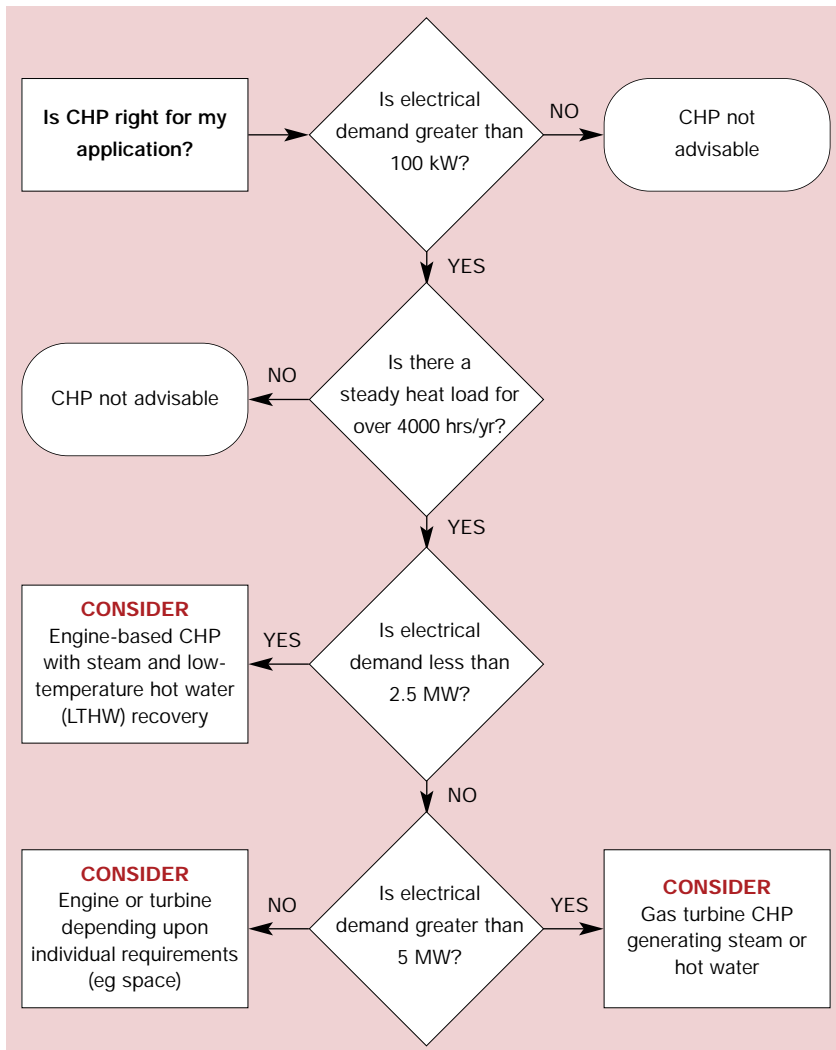 Is CHP right for my
application?
Is electrical
demand greater than
100 kW?
NO
CHP not
advisable
YES
Is there a
steady heat load for
over 4000 hrs/yr?
NO
CHP not advisable
YES
Is electrical
demand less than
2.5 MW?
YES
CONSIDER
Engine-based CHP
with steam and low-
temperature hot water
(LTHW) recovery
NO
Is electrical
demand greater than
5 MW?
NO
CONSIDER
Engine or turbine
depending upon
individual requirements
(eg space)
YES
CONSIDER
Gas turbine CHP
generating steam or
hot water